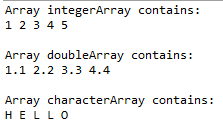 Array integerArray contains:
1 2 3 4 5
Array doubleArray contains:
1.1 2.2 3.3 4.4
Array characterArray contains:
H E L L O